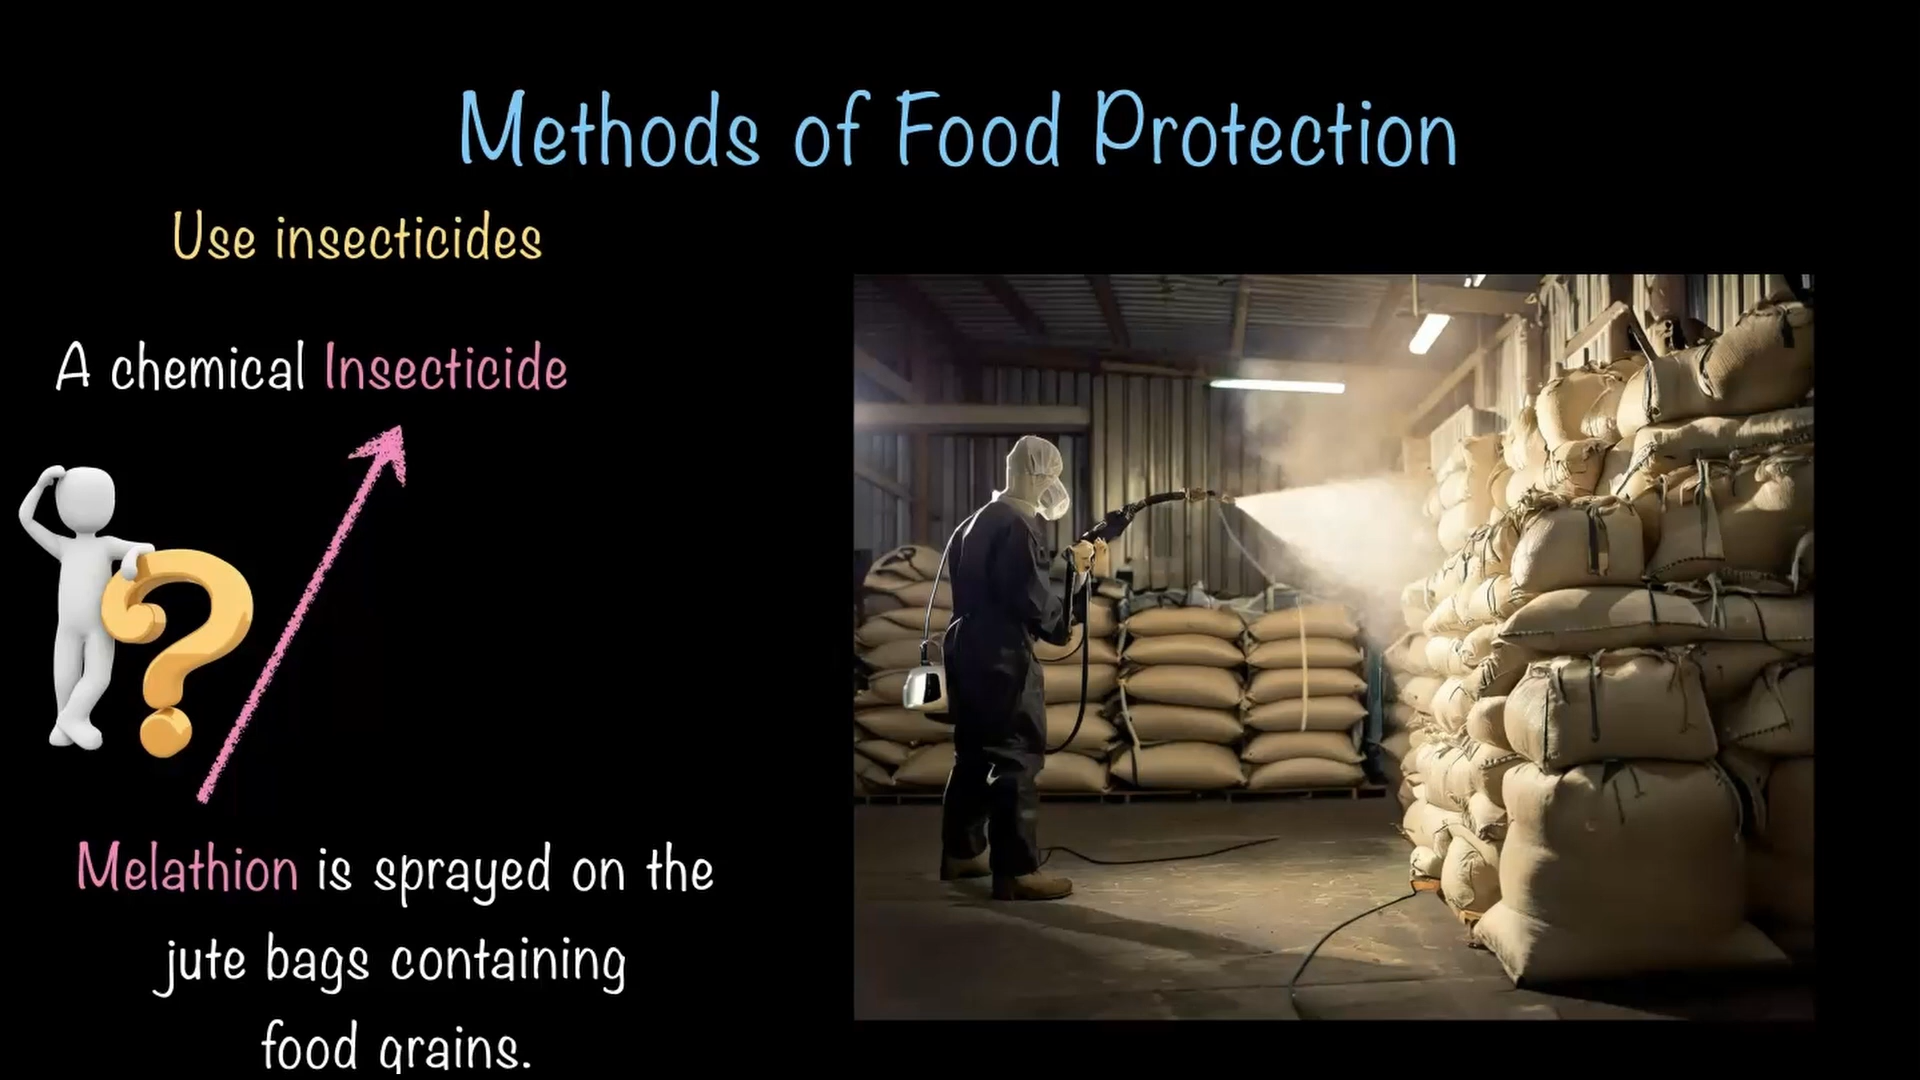 Methods of Food Protection
Use insecticides
A chemical Insecticide
Melathion is sprayed on the
jute bags containing
food grains.